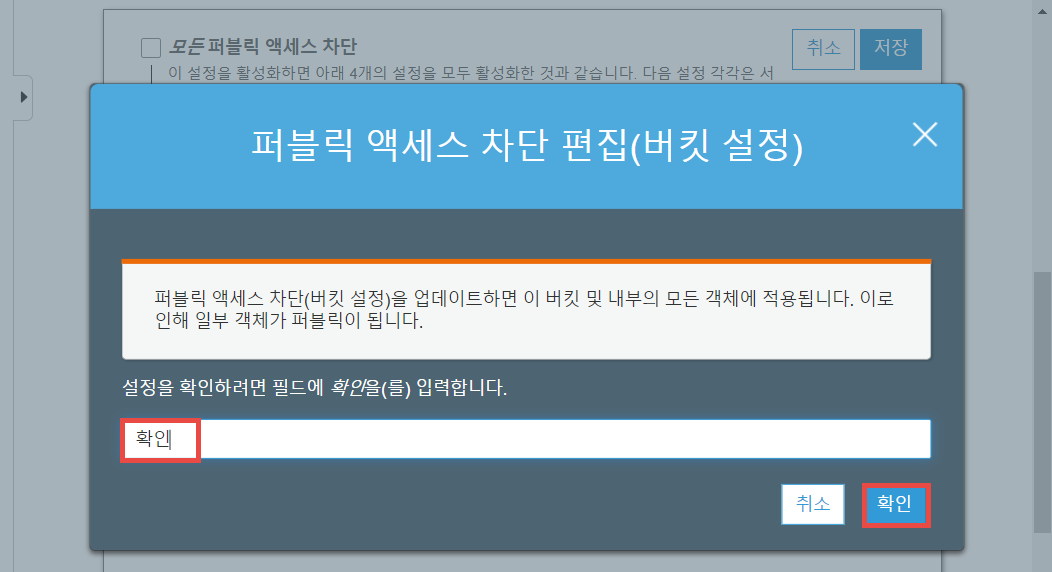 모든 퍼블릭 액세스 차단
취소
저장
이 설정을 활성화하면 아래 4개의 설정을 모두 활성화한 것과 같습니다. 다음 설정 각각은 서
퍼블릭 액세스 차단 편집(버킷 설정)
퍼블릭 액세스 차단(버킷 설정)을 업데이트하면 이 버킷 및 내부의 모든 객체에 적용됩니다. 이로
인해 일부 객체가 퍼블릭이 됩니다.
설정을 확인하려면 필드에 확인을(를) 입력합니다.
확인
취소
확인